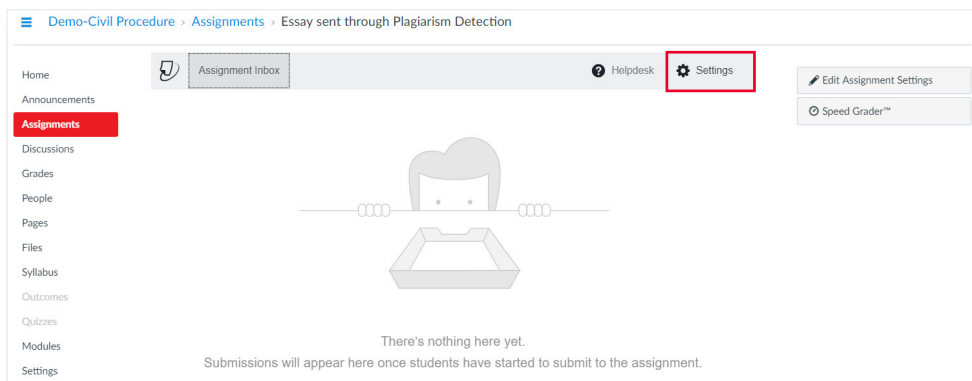 Demo-Civil Procedure › Assignments › Essay sent through Plagiarism Detection
Home
Announcements
Assignments
Discussions
Grades
People
Pages
Files
Syllabus
Outcomes
Quizzes
Modules
Settings
Assignment Inbox
Helpdesk
Settings
There's nothing here yet.
Submissions will appear here once students have started to submit to the assignment.
Edit Assignment Settings
Speed Grader™